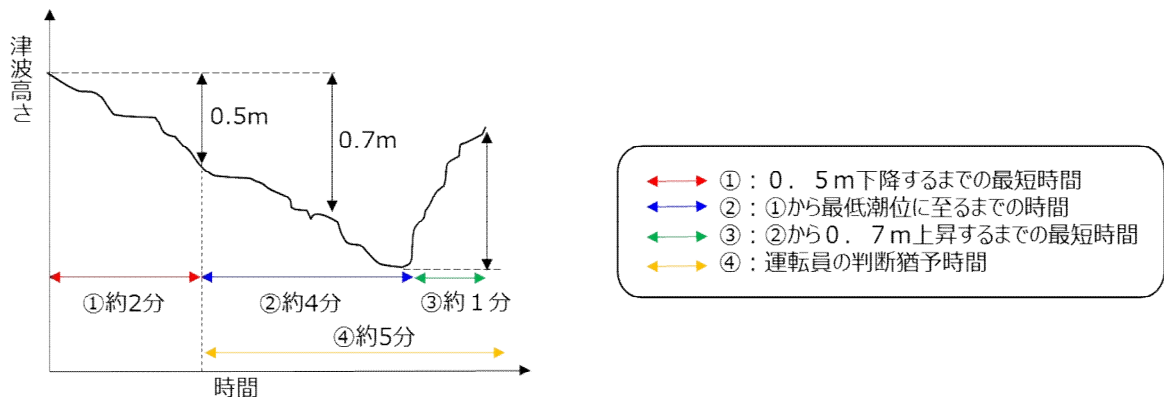 津波高さ
0.5m
0.7m
①約2分
②約4分
③約１分
④約5分
時間
①：０．５m下降するまでの最短時間
②：①から最低潮位に至るまでの時間
③：②から０．７m上昇するまでの最短時間
④：運転員の判断猶予時間